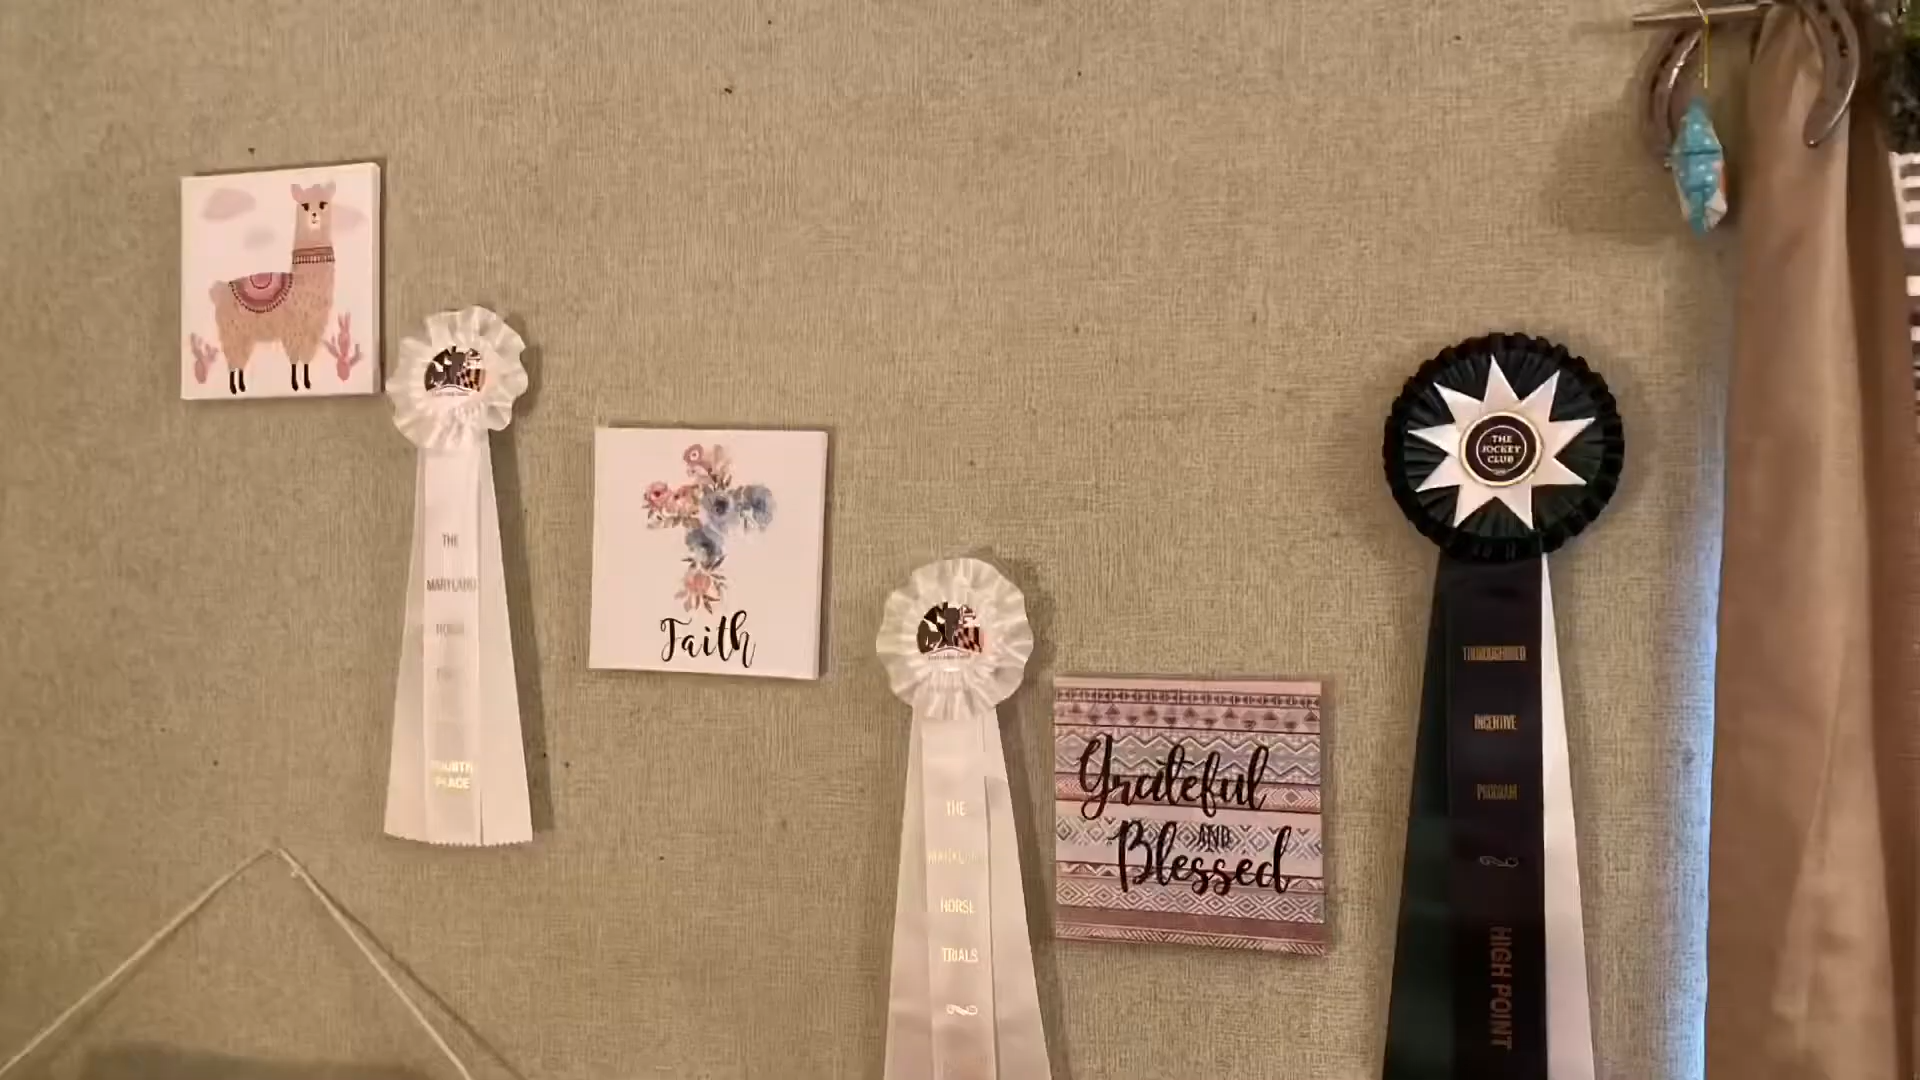 THE
MARYLAND
HORSE
FOURTH
PLACE
Faith
THE
MARYLAND
HORSE
TRIALS
Grateful
AND
Blessed
THE
JOCKEY
CLUB
THOROUGHBRED
INCENTIVE
PROGRAM
HIGH POINT